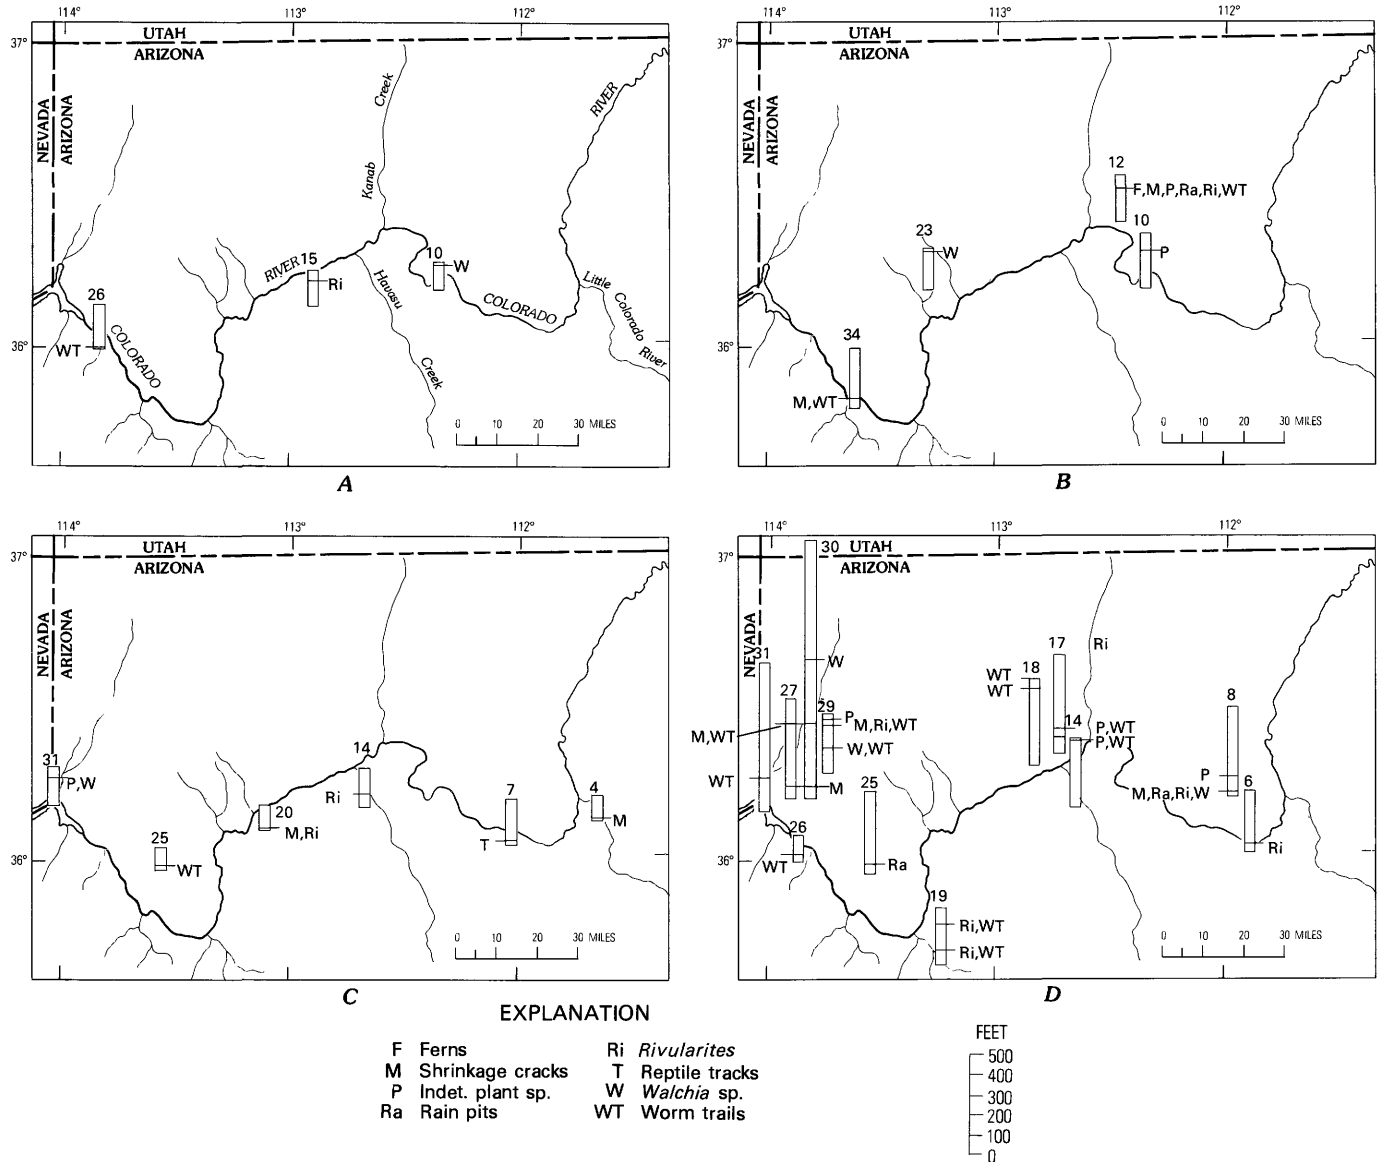 114° 113° 112°
37°
UTAH
ARIZONA
NEVADA
ARIZONA
Kanab Creek
RIVER
26
WT
COLORADO
RIVER
15
Ri
Havasu Creek
10
W
COLORADO
Little Colorado River
36°
0 10 20 30 MILES
A
114° 113° 112°
37°
UTAH
ARIZONA
NEVADA
ARIZONA
12
F,M,P,Ra,Ri,WT
10
P
23
W
36°
34
M,WT
0 10 20 30 MILES
B
114° 113° 112°
37°
UTAH
ARIZONA
NEVADA
ARIZONA
31
P,W
14
Ri
20
M,Ri
7
T
4
M
25
WT
36°
0 10 20 30 MILES
C
114° 113° 112°
37°
30
UTAH
ARIZONA
NEVADA
31
W
27
29
P
M,Ri,WT
M,WT
W,WT
WT
M
26
WT
25
Ra
18
WT
WT
17
Ri
14
P,WT
P,WT
8
P
M,Ra,Ri,W
6
Ri
36°
19
Ri,WT
Ri,WT
0 10 20 30 MILES
D
EXPLANATION
F Ferns
M Shrinkage cracks
P Indet. plant sp.
Ra Rain pits
Ri Rivularites
T Reptile tracks
W Walchia sp.
WT Worm trails
FEET
500
400
300
200
100
0